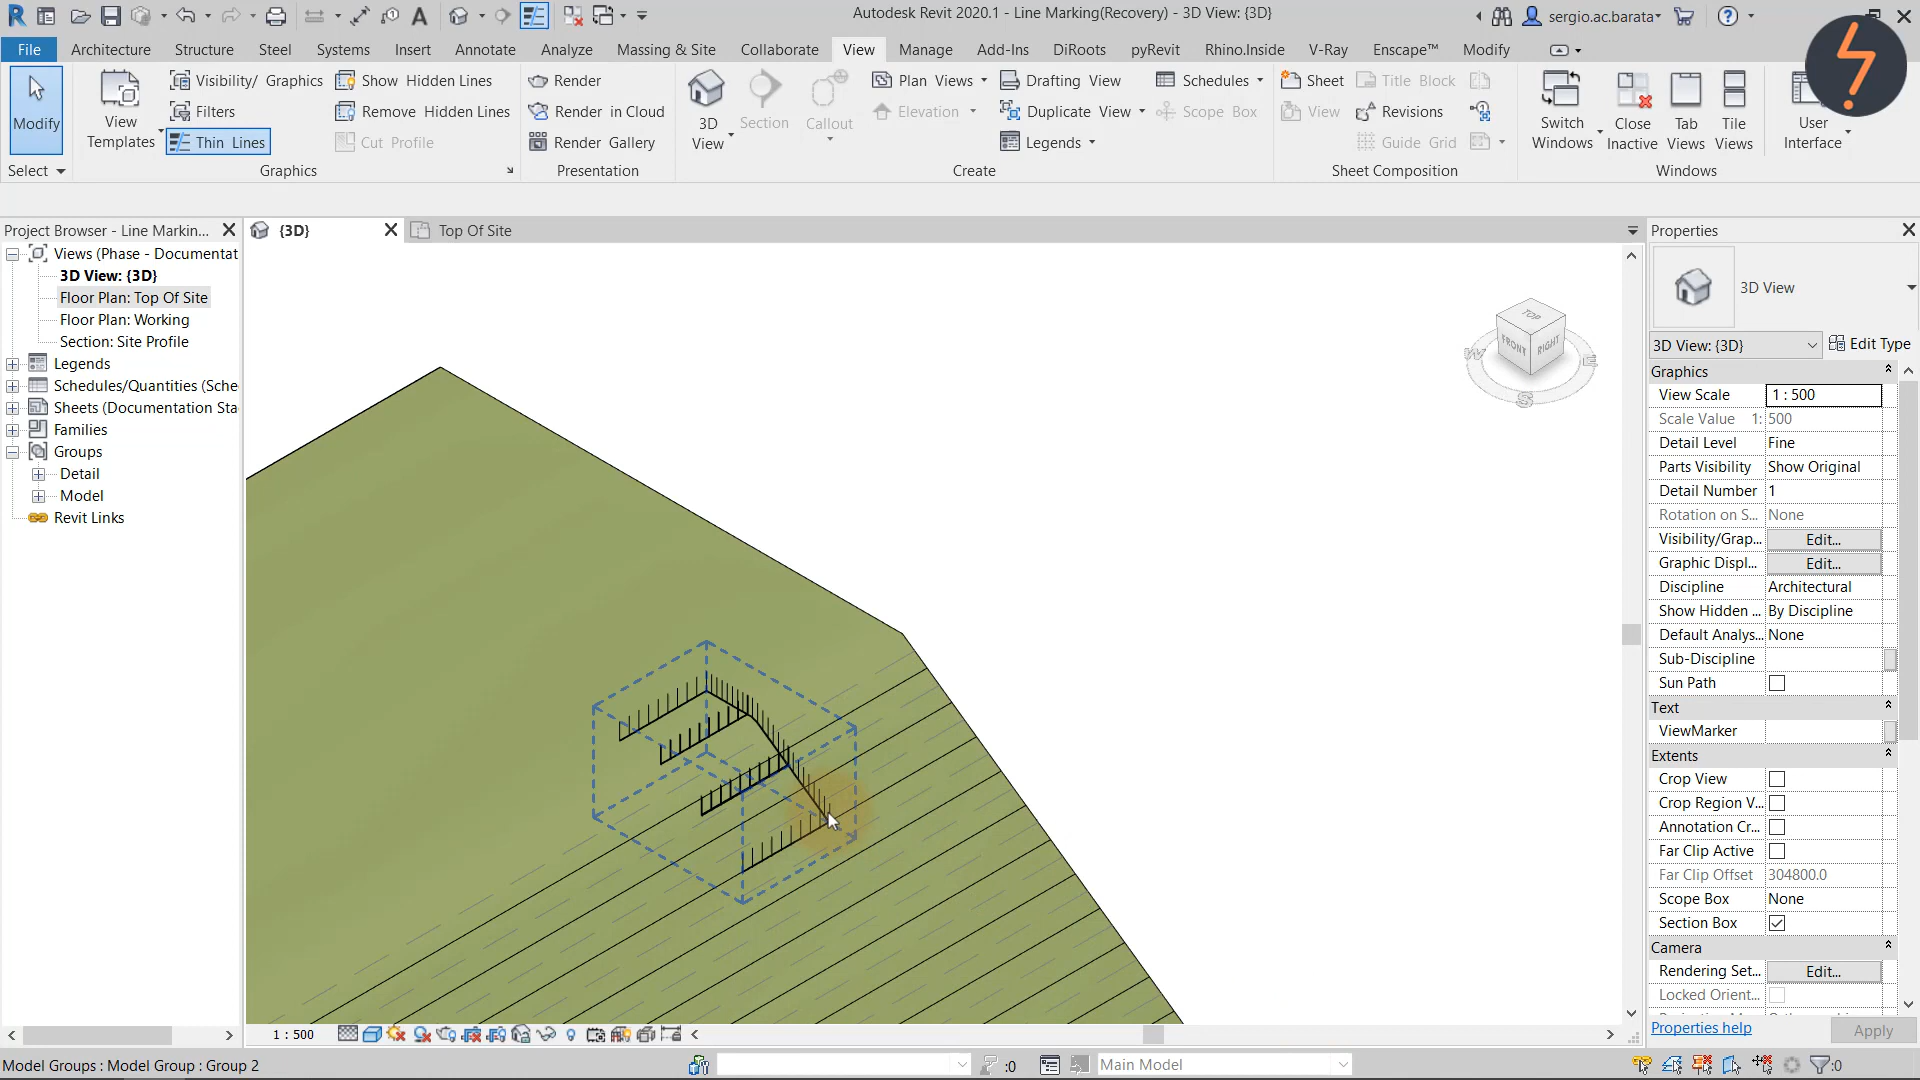 Autodesk Revit 2020.1 - Line Marking(Recovery) - 3D View: {3D}
sergio.ac.barata
File Architecture Structure Steel Systems Insert Annotate Analyze Massing & Site Collaborate View Manage Add-Ins DiRoots pyRevit Rhino.Inside V-Ray Enscape™ Modify
Visibility/ Graphics Show Hidden Lines Render Plan Views Drafting View Schedules Sheet Title Block
Filters Remove Hidden Lines Render in Cloud Elevation Duplicate View Scope Box View Revisions
Thin Lines Cut Profile Render Gallery Legends Guide Grid
Modify
View Templates
3D View
Section
Callout
Switch Windows
Close Inactive
Tab Views
Tile Views
User Interface
Select Graphics Presentation Create Sheet Composition Windows
Project Browser - Line Markin...
Views (Phase - Documentat
3D View: {3D}
Floor Plan: Top Of Site
Floor Plan: Working
Section: Site Profile
Legends
Schedules/Quantities (Sche
Sheets (Documentation Sta
Families
Groups
Detail
Model
Revit Links
{3D}
Top Of Site
TOP
FRONT
RIGHT
W
E
S
Properties
3D View
3D View: {3D} Edit Type
Graphics
View Scale 1 : 500
Scale Value 1: 500
Detail Level Fine
Parts Visibility Show Original
Detail Number 1
Rotation on S... None
Visibility/Grap... Edit...
Graphic Displ... Edit...
Discipline Architectural
Show Hidden ... By Discipline
Default Analys... None
Sub-Discipline
Sun Path
Text
ViewMarker
Extents
Crop View
Crop Region V...
Annotation Cr...
Far Clip Active
Far Clip Offset 304800.0
Scope Box None
Section Box
Camera
Rendering Set... Edit...
Locked Orient...
Properties help Apply
1 : 500
Model Groups : Model Group : Group 2
:0
Main Model
:0